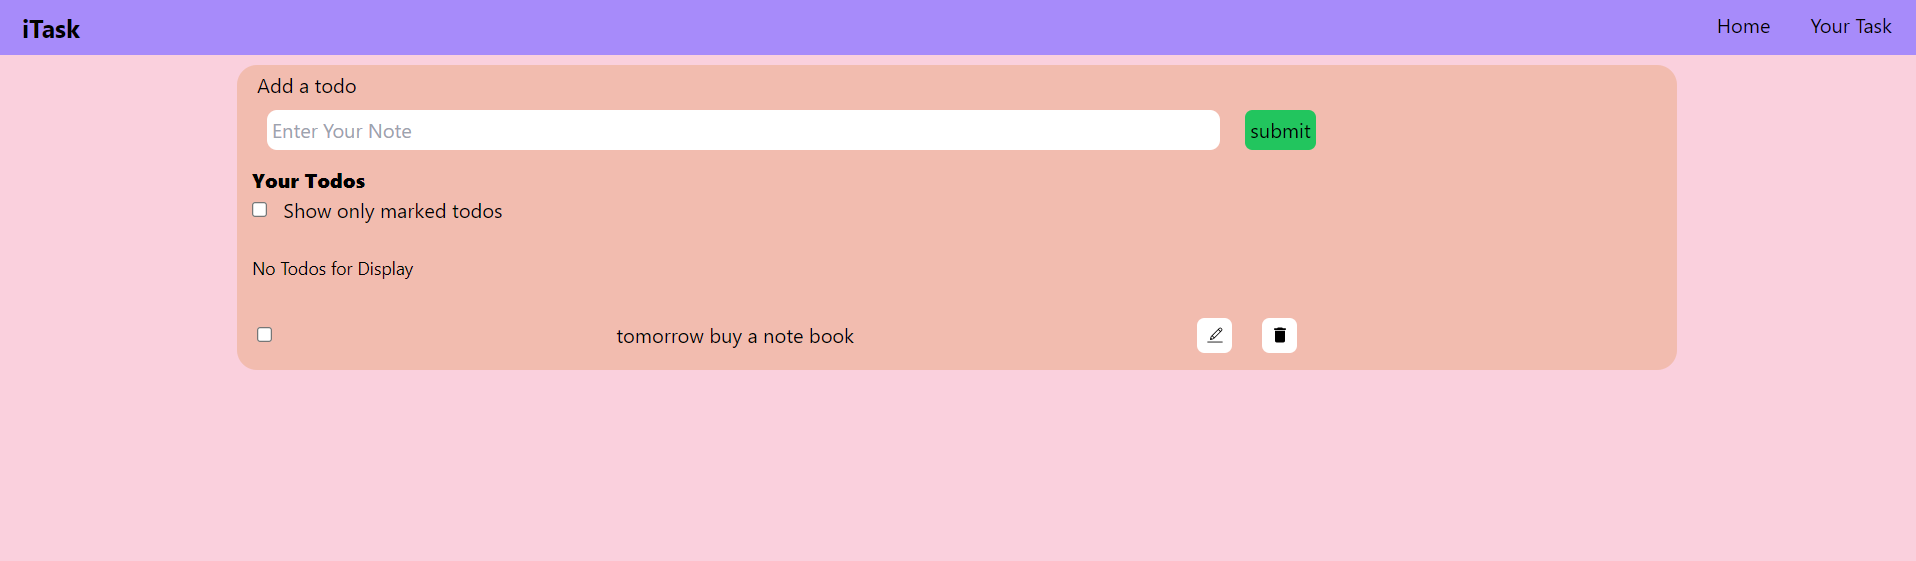 iTask
Home
Your Task
Add a todo
Enter Your Note
submit
Your Todos
Show only marked todos
No Todos for Display
tomorrow buy a note book